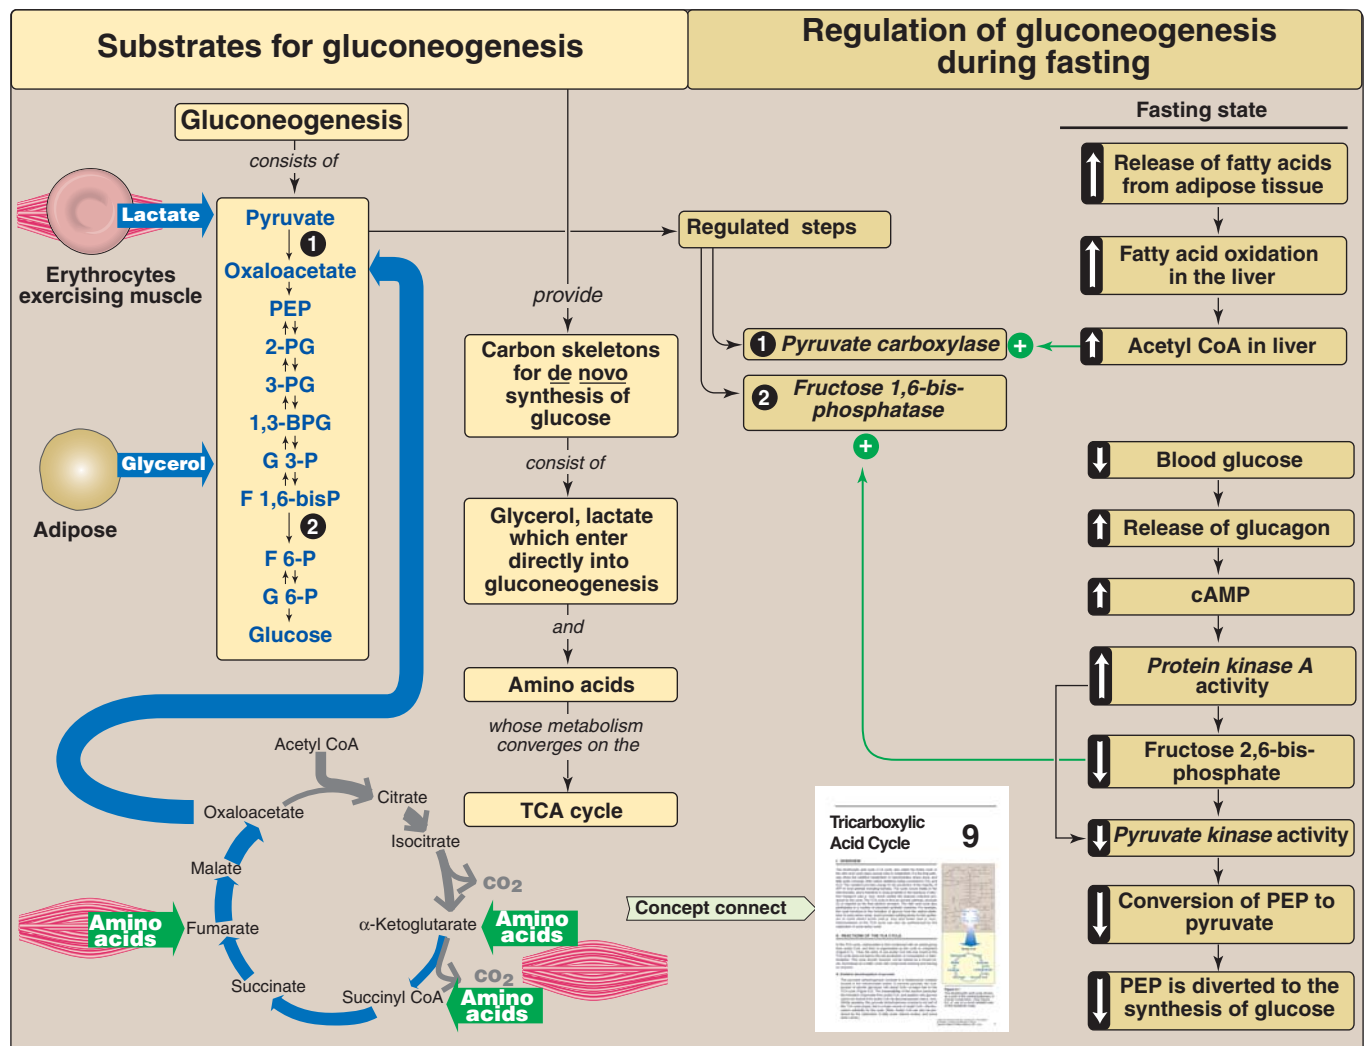 Substrates for gluconeogenesis
Regulation of gluconeogenesis
during fasting
Gluconeogenesis
consists of
Lactate
Erythrocytes
exercising muscle
Pyruvate
1
Oxaloacetate
PEP
2-PG
3-PG
1,3-BPG
G 3-P
F 1,6-bisP
2
F 6-P
G 6-P
Glucose
Glycerol
Adipose
provide
Carbon skeletons
for de novo
synthesis of
glucose
consist of
Glycerol, lactate
which enter
directly into
gluconeogenesis
and
Amino acids
whose metabolism
converges on the
TCA cycle
Regulated steps
1 Pyruvate carboxylase +
2 Fructose 1,6-bis-
phosphatase
+
Fasting state
Release of fatty acids
from adipose tissue
Fatty acid oxidation
in the liver
Acetyl CoA in liver
Blood glucose
Release of glucagon
cAMP
Protein kinase A
activity
Fructose 2,6-bis-
phosphate
Pyruvate kinase activity
Conversion of PEP to
pyruvate
PEP is diverted to the
synthesis of glucose
Acetyl CoA
Oxaloacetate
Citrate
Isocitrate
CO2
α-Ketoglutarate
Amino
acids
CO2
Succinyl CoA
Amino
acids
Succinate
Fumarate
Amino
acids
Malate
Concept connect
Tricarboxylic
Acid Cycle
9